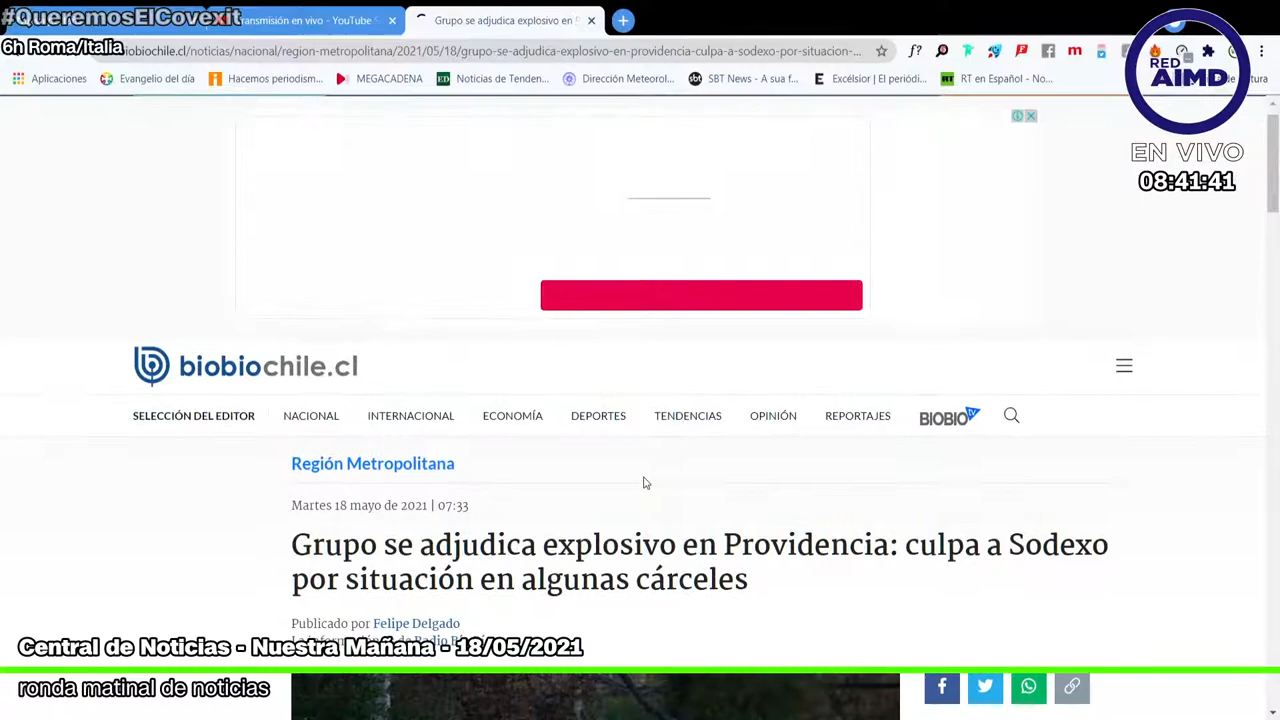 #QueremosElCovexit
transmisión en vivo - YouTube
Grupo se adjudica explosivo en
6h Roma/Italia
biobiochile.cl/noticias/nacional/region-metropolitana/2021/05/18/grupo-se-adjudica-explosivo-en-providencia-culpa-a-sodexo-por-situacion-...
Aplicaciones
Evangelio del día
Hacemos periodism...
MEGACADENA
Noticias de Tenden...
Dirección Meteorol...
SBT News - A sua f...
Excélsior | El periódi...
RT en Español - No...
RED
AIMD
EN VIVO
08:41:41
biobiochile.cl
SELECCIÓN DEL EDITOR
NACIONAL
INTERNACIONAL
ECONOMÍA
DEPORTES
TENDENCIAS
OPINIÓN
REPORTAJES
BIOBIO TV
Región Metropolitana
Martes 18 mayo de 2021 | 07:33
Grupo se adjudica explosivo en Providencia: culpa a Sodexo
por situación en algunas cárceles
Publicado por Felipe Delgado
Central de Noticias - Nuestra Mañana - 18/05/2021
ronda matinal de noticias